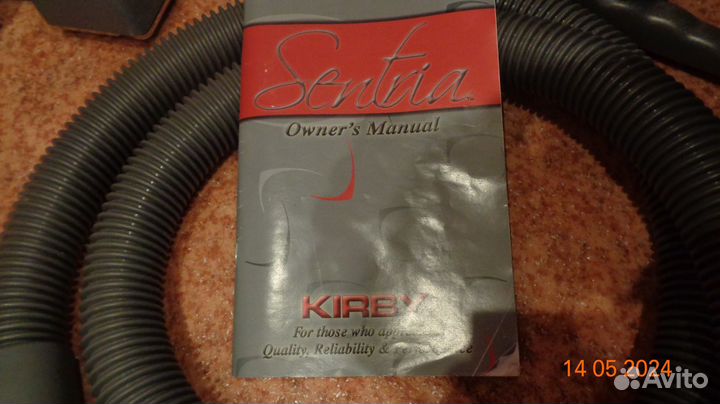 Sentria
Owner's Manual
KIRBY
For those who
Quality, Reliability &
14 05 2024
Avito